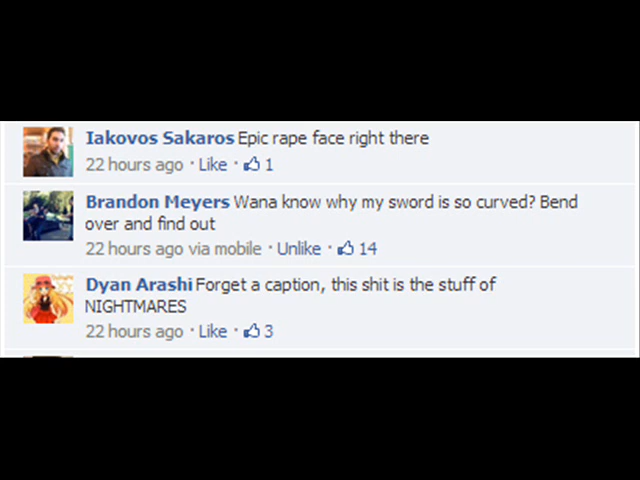 Iakovos Sakaros Epic rape face right there
22 hours ago · Like · 1
Brandon Meyers Wana know why my sword is so curved? Bend
over and find out
22 hours ago via mobile · Unlike · 14
Dyan Arashi Forget a caption, this shit is the stuff of
NIGHTMARES
22 hours ago · Like · 3